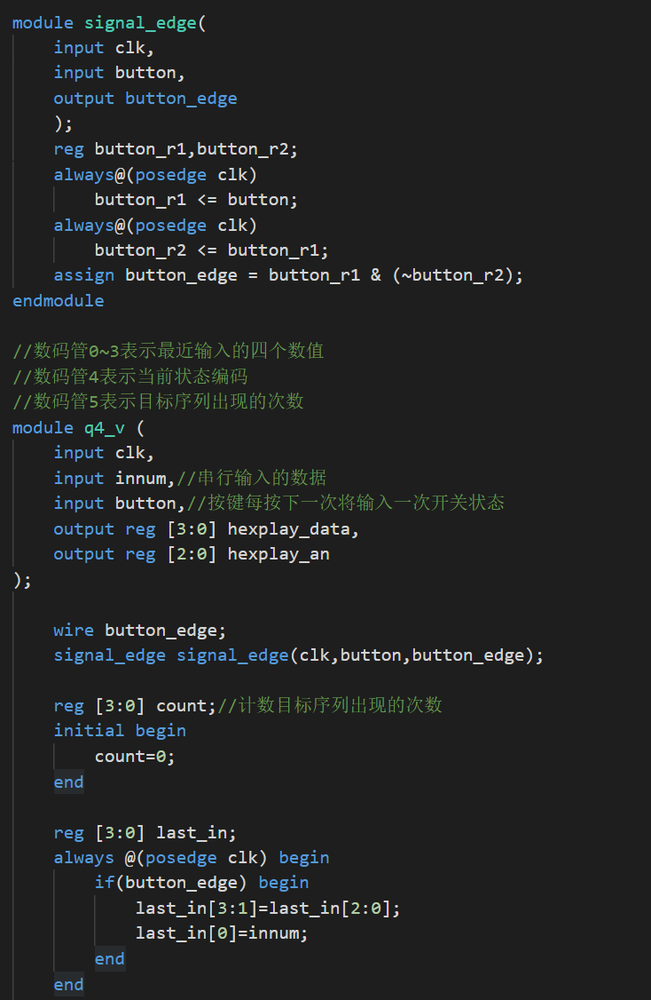 module signal_edge(
    input clk,
    input button,
    output button_edge
    );
    reg button_r1,button_r2;
    always@(posedge clk)
        button_r1 <= button;
    always@(posedge clk)
        button_r2 <= button_r1;
    assign button_edge = button_r1 & (~button_r2);
endmodule

//数码管0~3表示最近输入的四个数值
//数码管4表示当前状态编码
//数码管5表示目标序列出现的次数
module q4_v (
    input clk,
    input innum,//串行输入的数据
    input button,//按键每按下一次将输入一次开关状态
    output reg [3:0] hexplay_data,
    output reg [2:0] hexplay_an
);

    wire button_edge;
    signal_edge signal_edge(clk,button,button_edge);

    reg [3:0] count;//计数目标序列出现的次数
    initial begin
        count=0;
    end

    reg [3:0] last_in;
    always @(posedge clk) begin
        if(button_edge) begin
            last_in[3:1]=last_in[2:0];
            last_in[0]=innum;
        end
    end